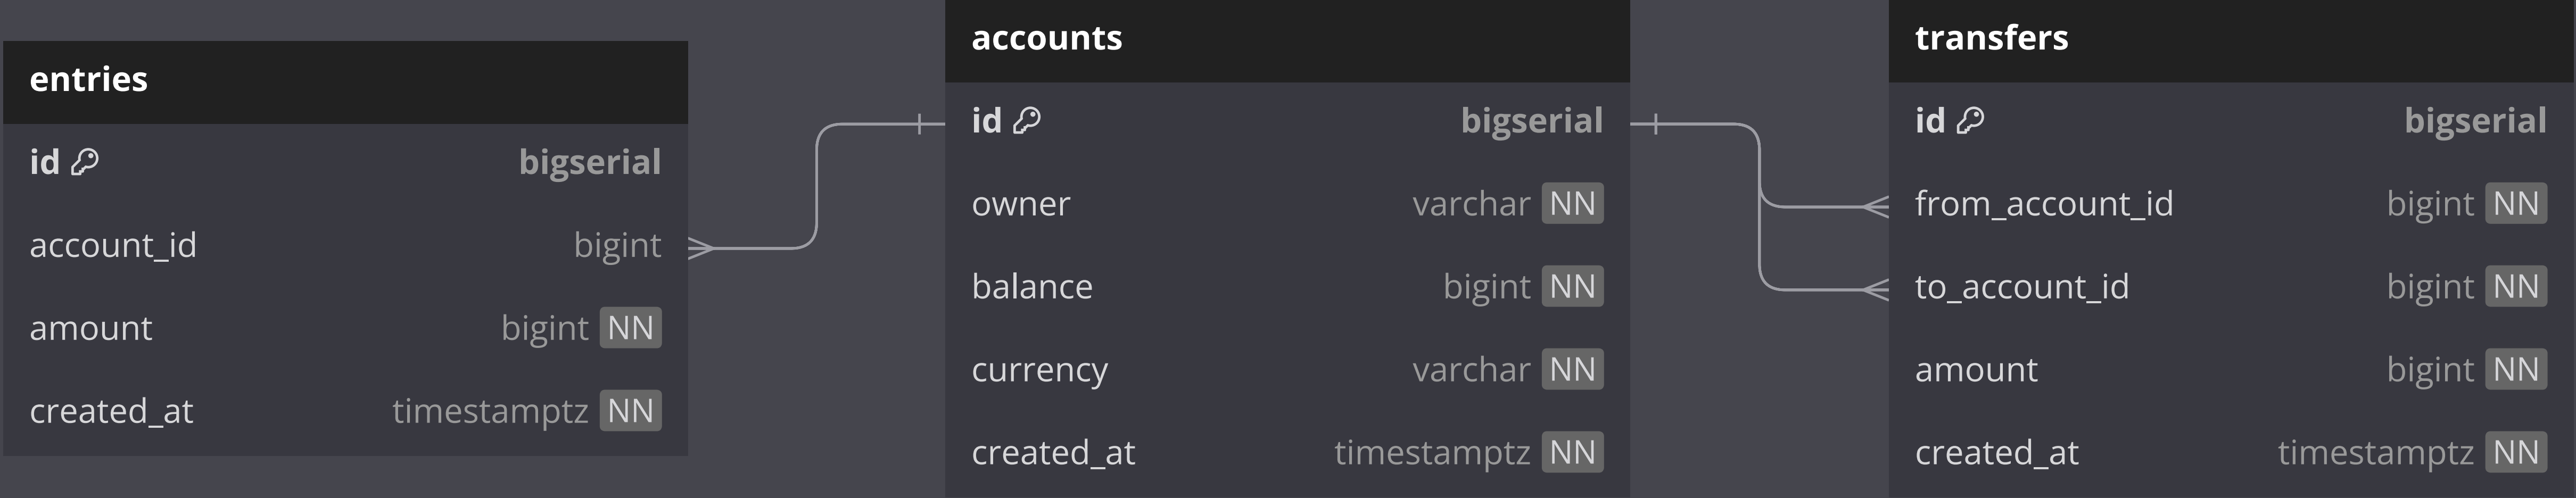 entries
id bigserial
account_id bigint
amount bigint NN
created_at timestamptz NN
accounts
id bigserial
owner varchar NN
balance bigint NN
currency varchar NN
created_at timestamptz NN
transfers
id bigserial
from_account_id bigint NN
to_account_id bigint NN
amount bigint NN
created_at timestamptz NN